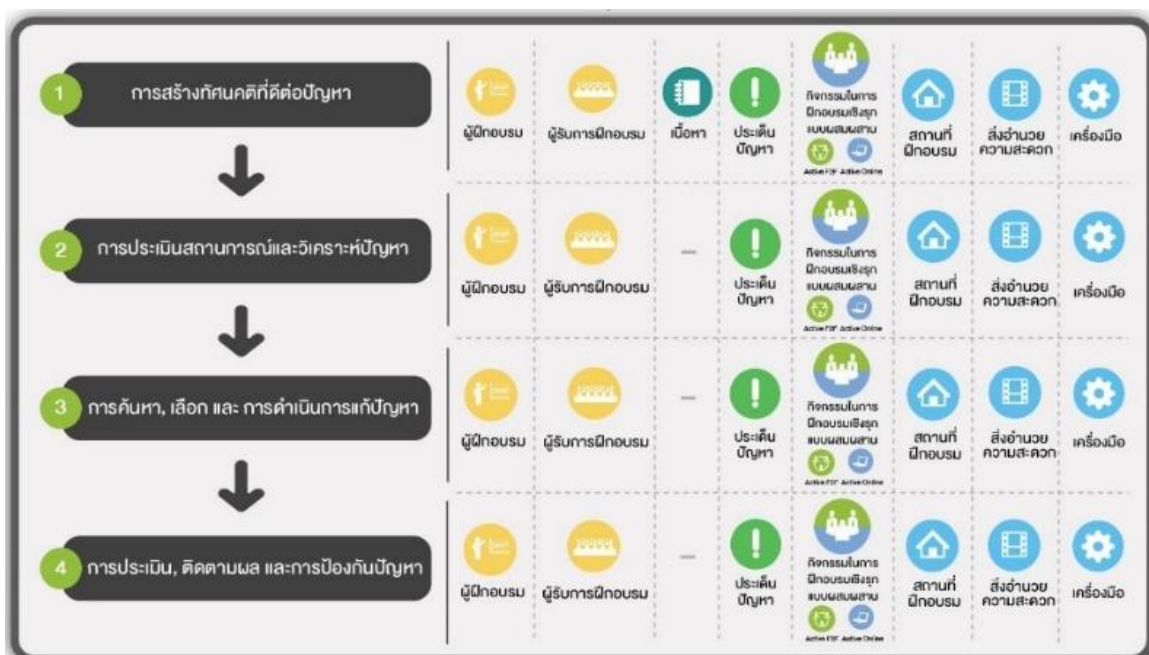 1 การสร้างทัศนคติที่ดีต่อปัญหา
ผู้ฝึกอบรม
ผู้รับการฝึกอบรม
เนื้อหา
ประเด็น
ปัญหา
กิจกรรมในการ
ฝึกอบรมเชิงรุก
แบบผสมผสาน
Active F2F Active Online
สถานที่
ฝึกอบรม
สิ่งอำนวย
ความสะดวก
เครื่องมือ
2 การประเมินสถานการณ์และวิเคราะห์ปัญหา
ผู้ฝึกอบรม
ผู้รับการฝึกอบรม
–
ประเด็น
ปัญหา
กิจกรรมในการ
ฝึกอบรมเชิงรุก
แบบผสมผสาน
Active F2F Active Online
สถานที่
ฝึกอบรม
สิ่งอำนวย
ความสะดวก
เครื่องมือ
3 การค้นหา, เลือก และ การดำเนินการแก้ปัญหา
ผู้ฝึกอบรม
ผู้รับการฝึกอบรม
–
ประเด็น
ปัญหา
กิจกรรมในการ
ฝึกอบรมเชิงรุก
แบบผสมผสาน
Active F2F Active Online
สถานที่
ฝึกอบรม
สิ่งอำนวย
ความสะดวก
เครื่องมือ
4 การประเมิน, ติดตามผล และการป้องกันปัญหา
ผู้ฝึกอบรม
ผู้รับการฝึกอบรม
–
ประเด็น
ปัญหา
กิจกรรมในการ
ฝึกอบรมเชิงรุก
แบบผสมผสาน
Active F2F Active Online
สถานที่
ฝึกอบรม
สิ่งอำนวย
ความสะดวก
เครื่องมือ